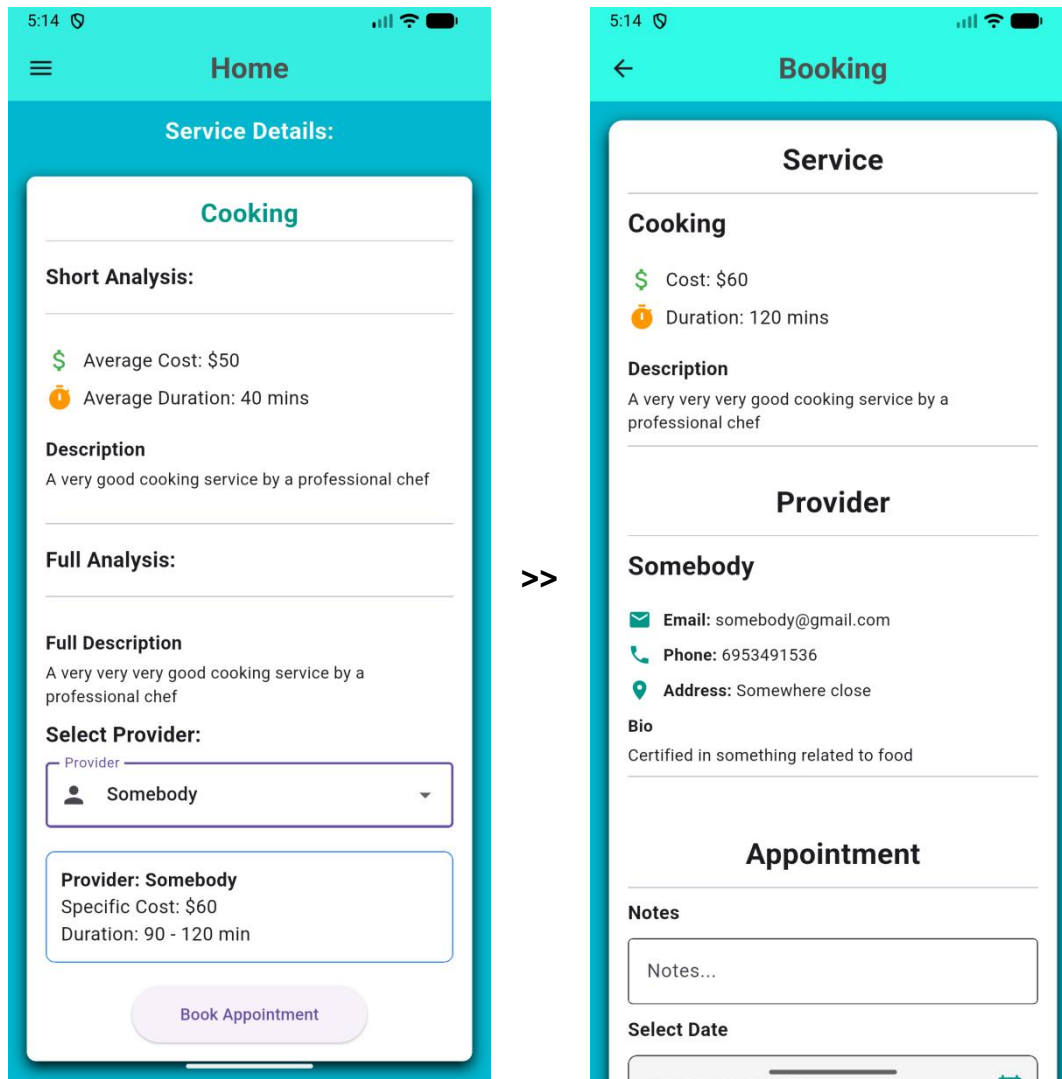 5:14
Home
Service Details:
Cooking
Short Analysis:
$ Average Cost: $50
Average Duration: 40 mins
Description
A very good cooking service by a professional chef
Full Analysis:
Full Description
A very very very good cooking service by a
professional chef
Select Provider:
Provider
Somebody
Provider: Somebody
Specific Cost: $60
Duration: 90 - 120 min
Book Appointment
>>
5:14
Booking
Service
Cooking
$ Cost: $60
Duration: 120 mins
Description
A very very very good cooking service by a
professional chef
Provider
Somebody
Email: somebody@gmail.com
Phone: 6953491536
Address: Somewhere close
Bio
Certified in something related to food
Appointment
Notes
Notes...
Select Date